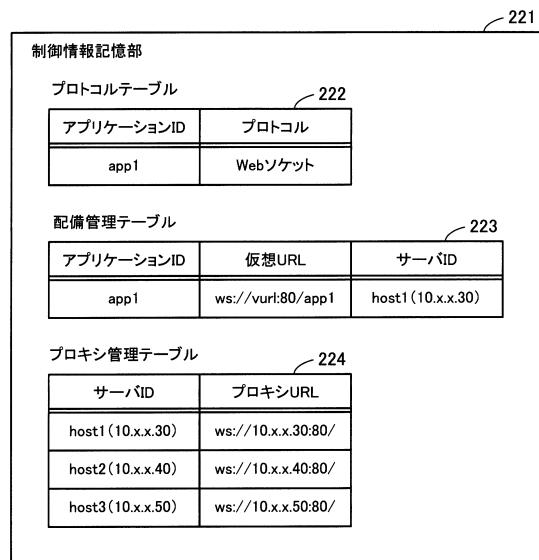 221
制御情報記憶部
プロトコルテーブル
222
アプリケーションID プロトコル
app1 Webソケット
配備管理テーブル
223
アプリケーションID 仮想URL サーバID
app1 ws://vurl:80/app1 host1(10.x.x.30)
プロキシ管理テーブル
224
サーバID プロキシURL
host1(10.x.x.30) ws://10.x.x.30:80/
host2(10.x.x.40) ws://10.x.x.40:80/
host3(10.x.x.50) ws://10.x.x.50:80/